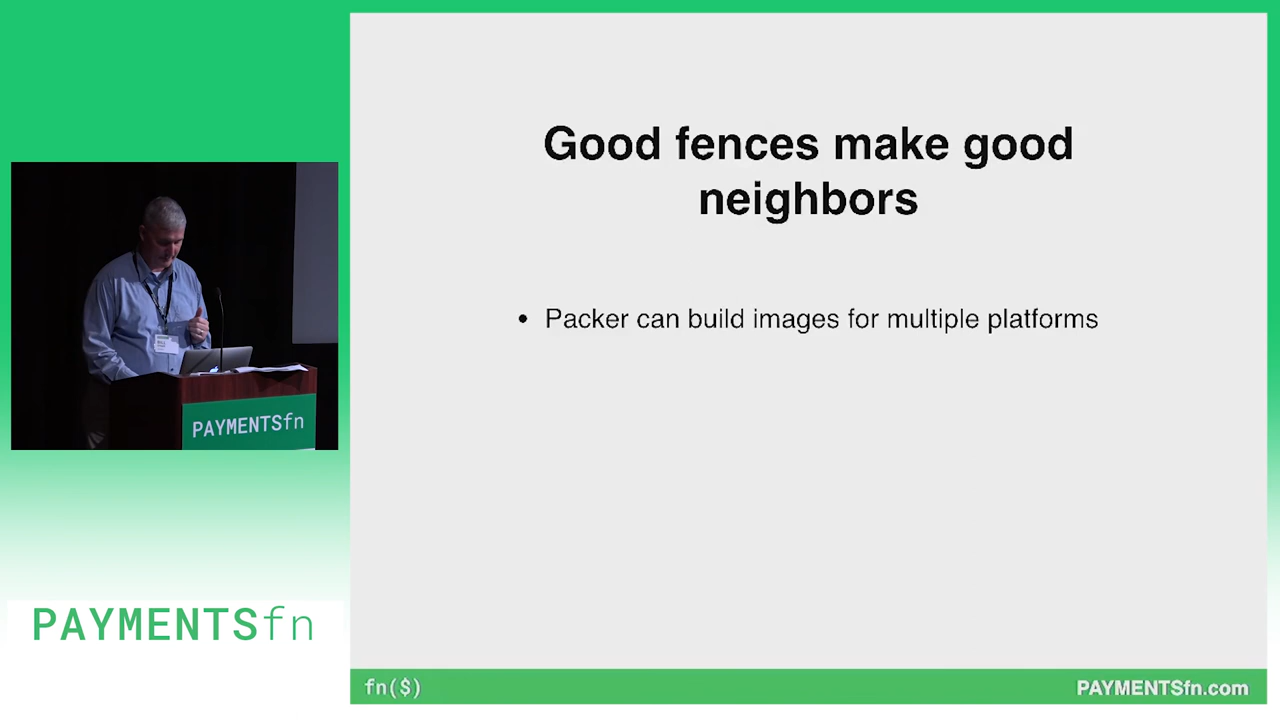 Good fences make good
neighbors
• Packer can build images for multiple platforms
PAYMENTSfn
PAYMENTSfn
fn($)
PAYMENTSfn.com